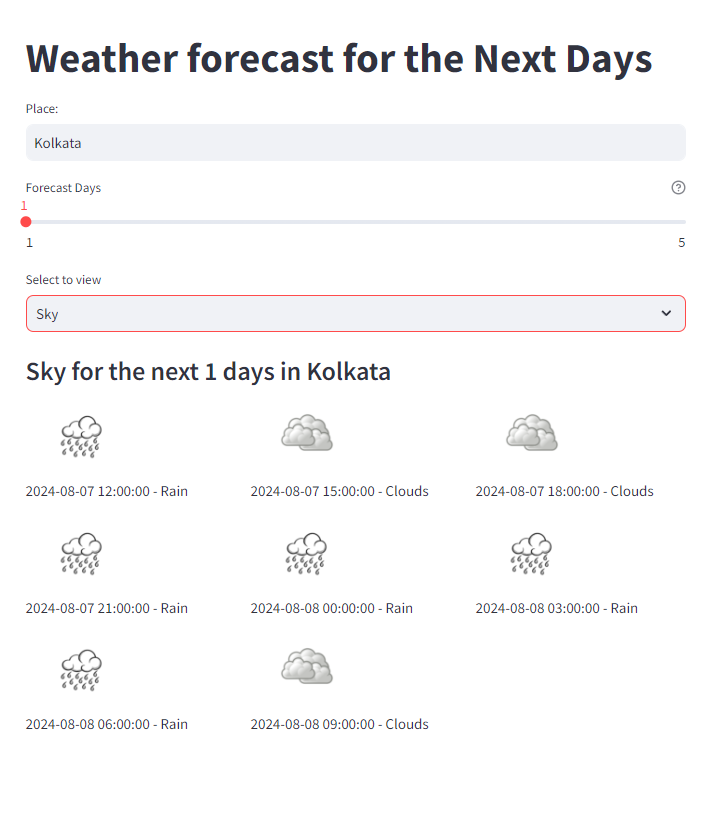 Weather forecast for the Next Days
Place:
Kolkata
Forecast Days
1
1 5
Select to view
Sky
Sky for the next 1 days in Kolkata
2024-08-07 12:00:00 - Rain 2024-08-07 15:00:00 - Clouds 2024-08-07 18:00:00 - Clouds
2024-08-07 21:00:00 - Rain 2024-08-08 00:00:00 - Rain 2024-08-08 03:00:00 - Rain
2024-08-08 06:00:00 - Rain 2024-08-08 09:00:00 - Clouds